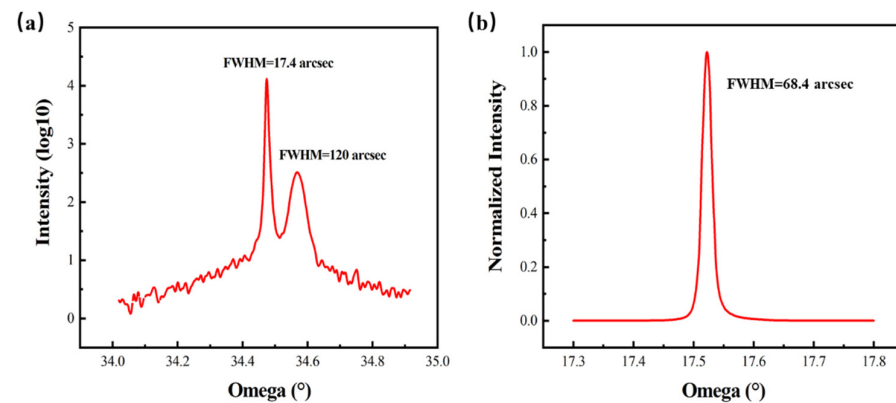 (a)
FWHM=17.4 arcsec
FWHM=120 arcsec
Intensity (log10)
5
4
3
2
1
0
34.0 34.2 34.4 34.6 34.8 35.0
Omega (°)
(b)
FWHM=68.4 arcsec
Normalized Intensity
1.0
0.8
0.6
0.4
0.2
0.0
17.3 17.4 17.5 17.6 17.7 17.8
Omega (°)